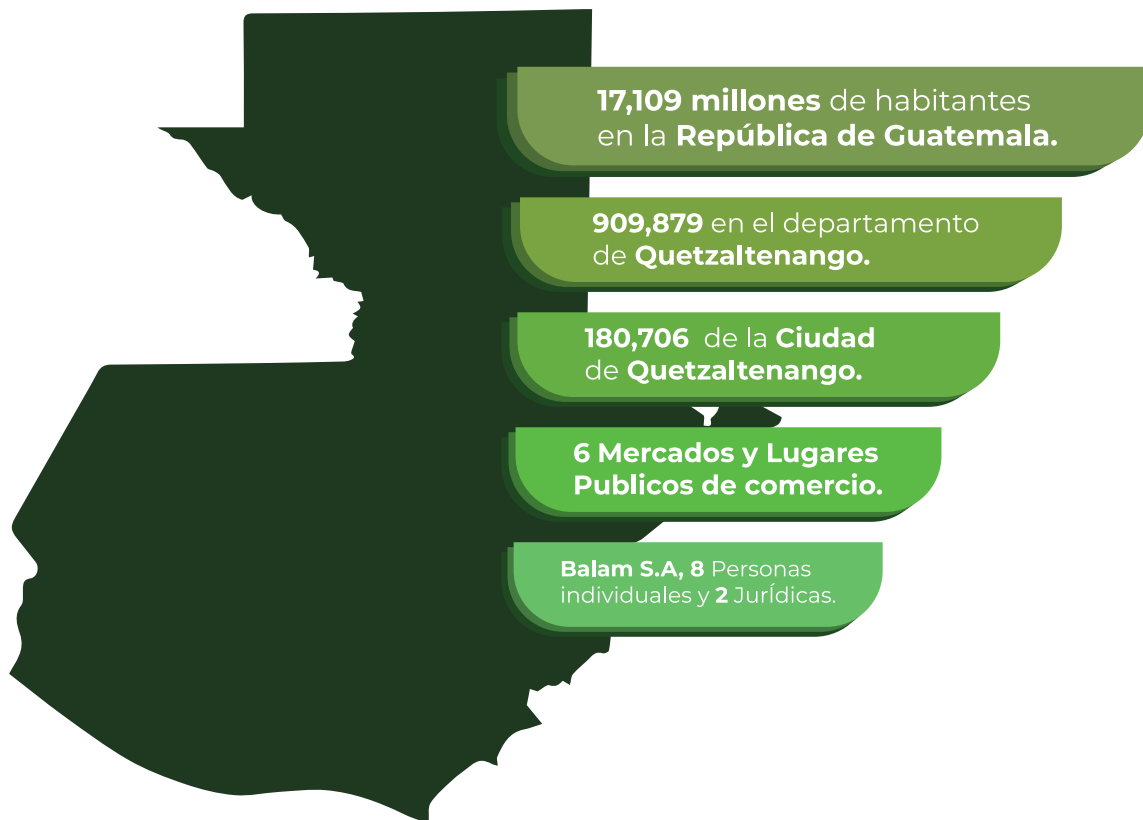 17,109 millones de habitantes
en la República de Guatemala.
909,879 en el departamento
de Quetzaltenango.
180,706 de la Ciudad
de Quetzaltenango.
6 Mercados y Lugares
Publicos de comercio.
Balam S.A, 8 Personas
individuales y 2 JurÍdicas.